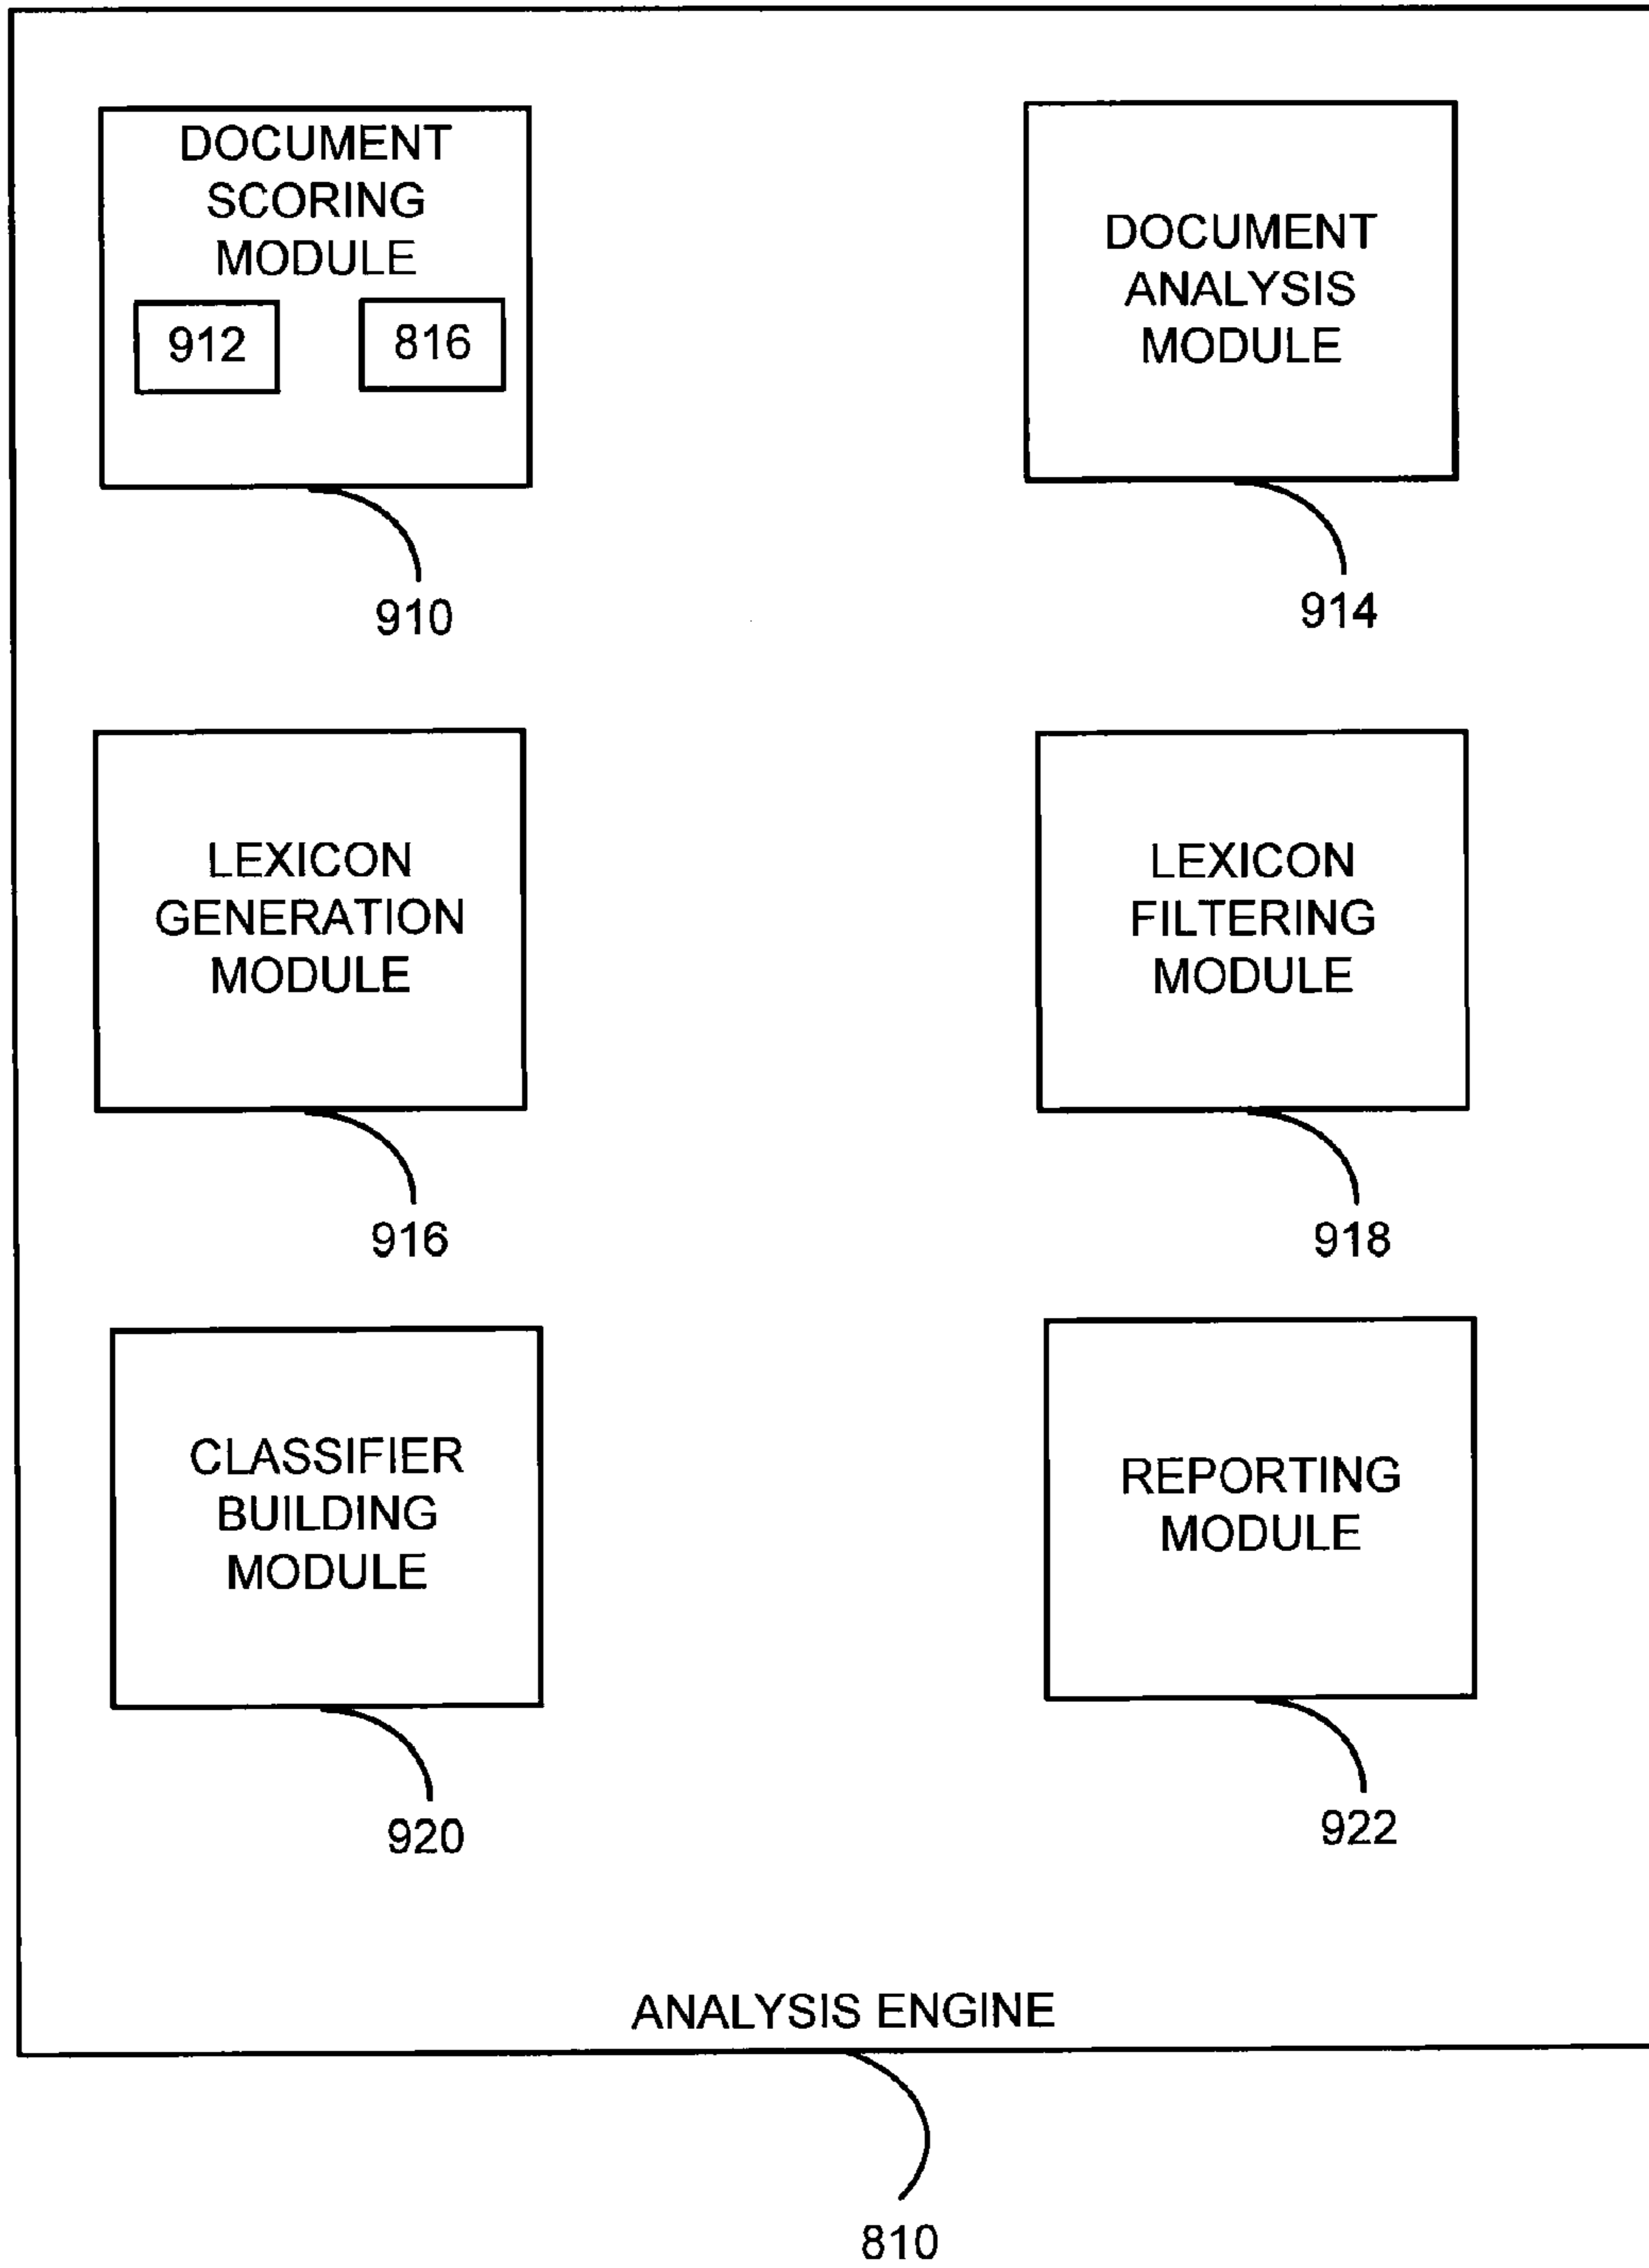 DOCUMENT
SCORING
MODULE
912
816
910
DOCUMENT
ANALYSIS
MODULE
914
LEXICON
GENERATION
MODULE
916
LEXICON
FILTERING
MODULE
918
CLASSIFIER
BUILDING
MODULE
920
REPORTING
MODULE
922
ANALYSIS ENGINE
810